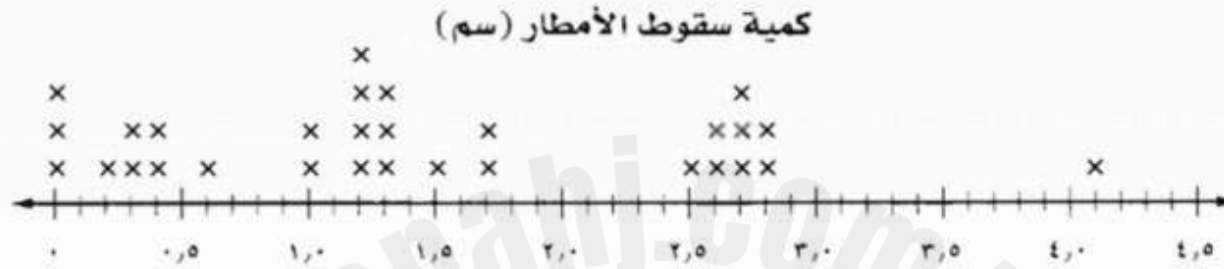 كمية سقوط الأمطار (سم)
٠ ٠,٥ ١,٠ ١,٥ ٢,٠ ٢,٥ ٣,٠ ٣,٥ ٤,٠ ٤,٥